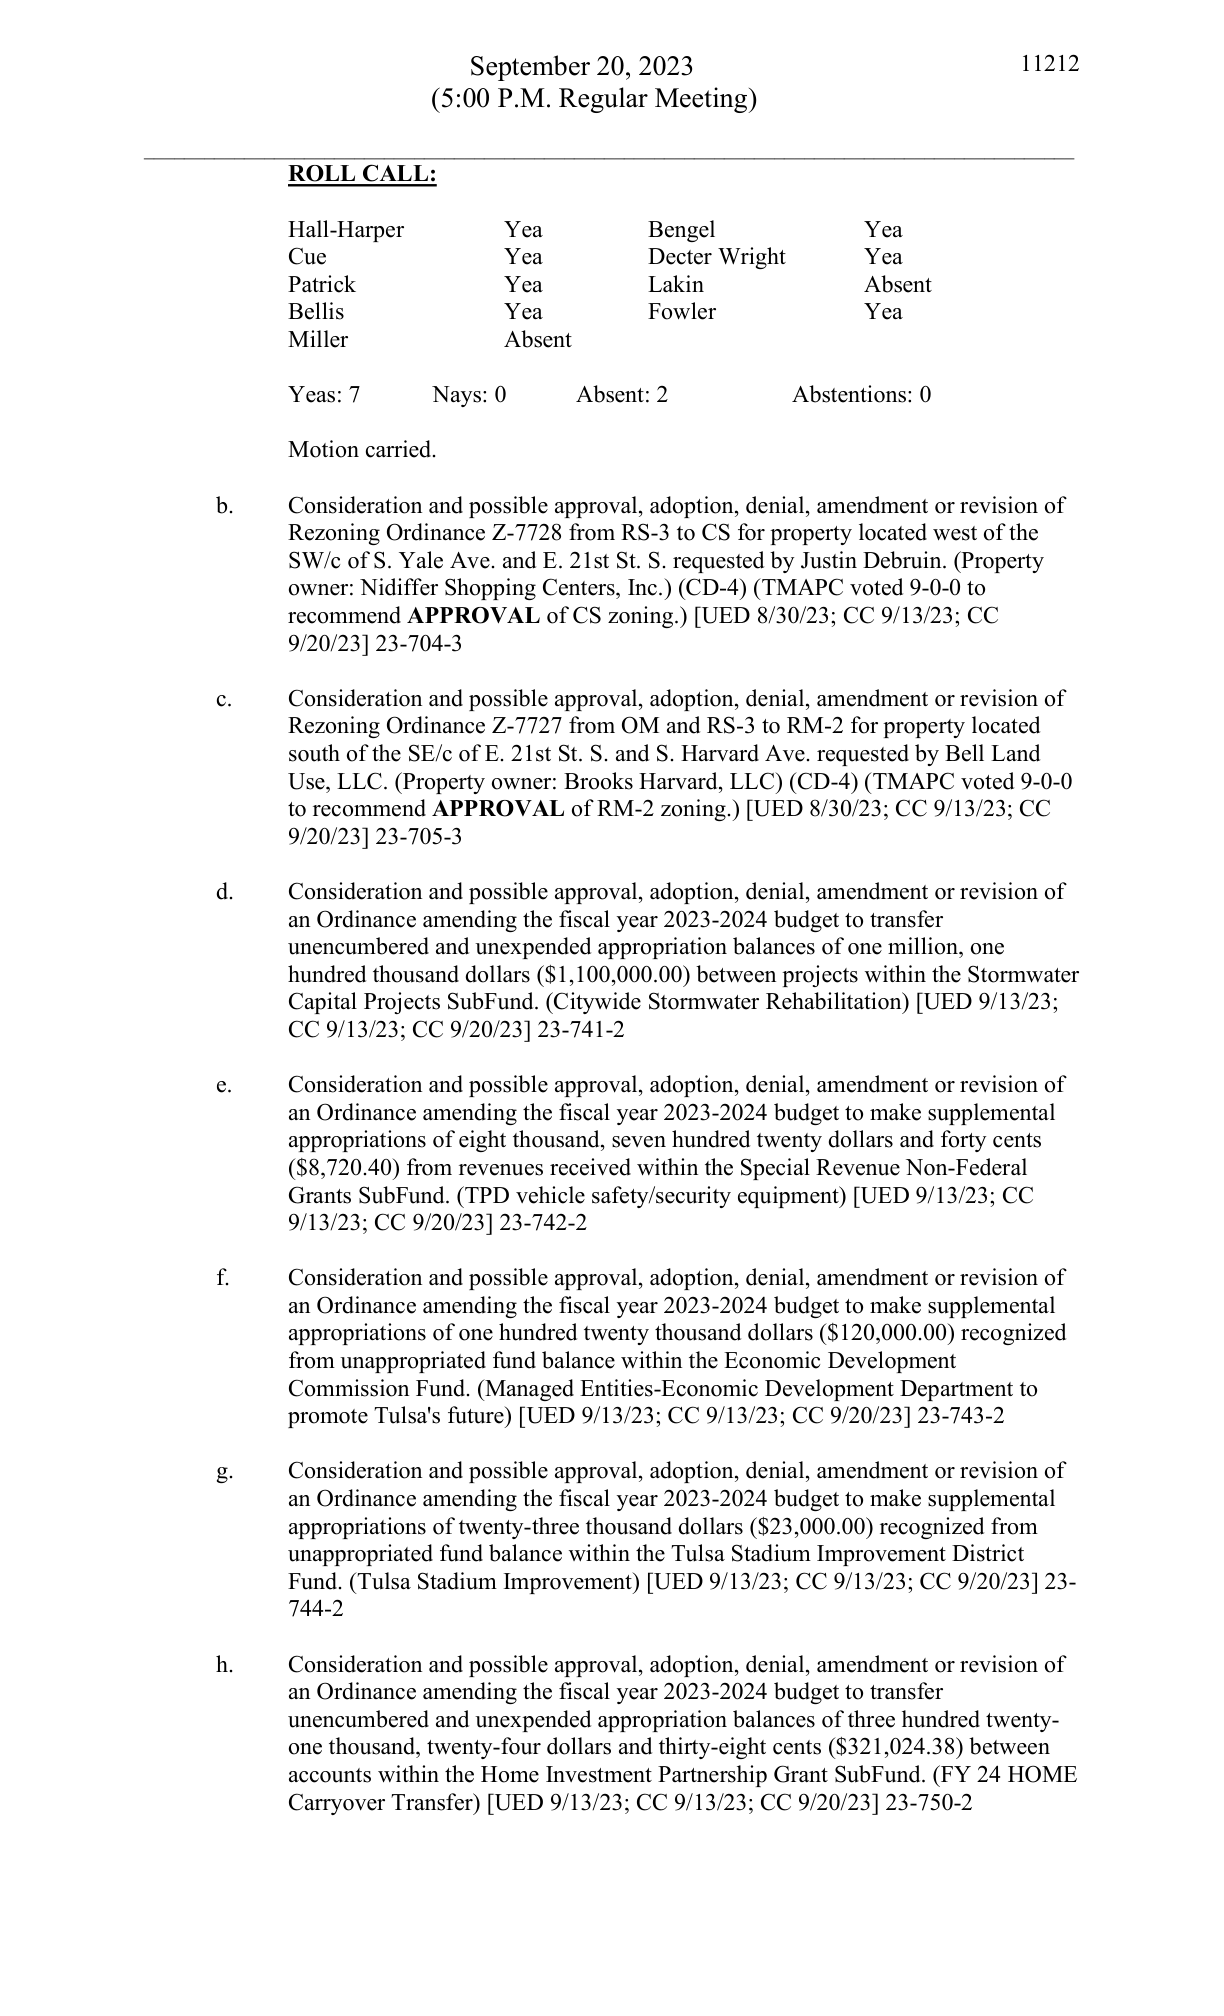 September 20, 2023 11212
(5:00 P.M. Regular Meeting)
ROLL CALL:
Hall-Harper Yea Bengel Yea
Cue Yea Decter Wright Yea
Patrick Yea Lakin Absent
Bellis Yea Fowler Yea
Miller Absent
Yeas: 7 Nays: 0 Absent: 2 Abstentions: 0
Motion carried.
b. Consideration and possible approval, adoption, denial, amendment or revision of
Rezoning Ordinance Z-7728 from RS-3 to CS for property located west of the
SW/c of S. Yale Ave. and E. 21st St. S. requested by Justin Debruin. (Property
owner: Nidiffer Shopping Centers, Inc.) (CD-4) (TMAPC voted 9-0-0 to
recommend APPROVAL of CS zoning.) [UED 8/30/23; CC 9/13/23; CC
9/20/23] 23-704-3
c. Consideration and possible approval, adoption, denial, amendment or revision of
Rezoning Ordinance Z-7727 from OM and RS-3 to RM-2 for property located
south of the SE/c of E. 21st St. S. and S. Harvard Ave. requested by Bell Land
Use, LLC. (Property owner: Brooks Harvard, LLC) (CD-4) (TMAPC voted 9-0-0
to recommend APPROVAL of RM-2 zoning.) [UED 8/30/23; CC 9/13/23; CC
9/20/23] 23-705-3
d. Consideration and possible approval, adoption, denial, amendment or revision of
an Ordinance amending the fiscal year 2023-2024 budget to transfer
unencumbered and unexpended appropriation balances of one million, one
hundred thousand dollars ($1,100,000.00) between projects within the Stormwater
Capital Projects SubFund. (Citywide Stormwater Rehabilitation) [UED 9/13/23;
CC 9/13/23; CC 9/20/23] 23-741-2
e. Consideration and possible approval, adoption, denial, amendment or revision of
an Ordinance amending the fiscal year 2023-2024 budget to make supplemental
appropriations of eight thousand, seven hundred twenty dollars and forty cents
($8,720.40) from revenues received within the Special Revenue Non-Federal
Grants SubFund. (TPD vehicle safety/security equipment) [UED 9/13/23; CC
9/13/23; CC 9/20/23] 23-742-2
f. Consideration and possible approval, adoption, denial, amendment or revision of
an Ordinance amending the fiscal year 2023-2024 budget to make supplemental
appropriations of one hundred twenty thousand dollars ($120,000.00) recognized
from unappropriated fund balance within the Economic Development
Commission Fund. (Managed Entities-Economic Development Department to
promote Tulsa's future) [UED 9/13/23; CC 9/13/23; CC 9/20/23] 23-743-2
g. Consideration and possible approval, adoption, denial, amendment or revision of
an Ordinance amending the fiscal year 2023-2024 budget to make supplemental
appropriations of twenty-three thousand dollars ($23,000.00) recognized from
unappropriated fund balance within the Tulsa Stadium Improvement District
Fund. (Tulsa Stadium Improvement) [UED 9/13/23; CC 9/13/23; CC 9/20/23] 23-
744-2
h. Consideration and possible approval, adoption, denial, amendment or revision of
an Ordinance amending the fiscal year 2023-2024 budget to transfer
unencumbered and unexpended appropriation balances of three hundred twenty-
one thousand, twenty-four dollars and thirty-eight cents ($321,024.38) between
accounts within the Home Investment Partnership Grant SubFund. (FY 24 HOME
Carryover Transfer) [UED 9/13/23; CC 9/13/23; CC 9/20/23] 23-750-2